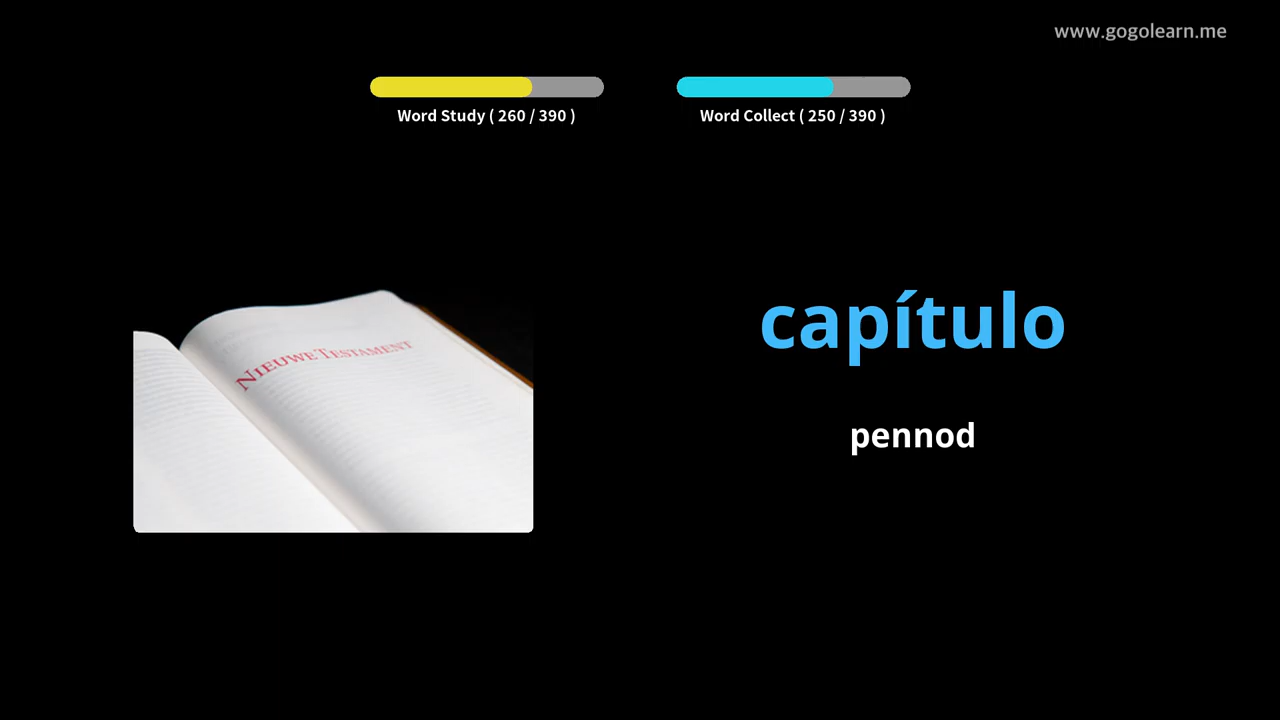 www.gogolearn.me
Word Study ( 260 / 390 )
Word Collect ( 250 / 390 )
NIEUWE TESTAMENT
capítulo
pennod